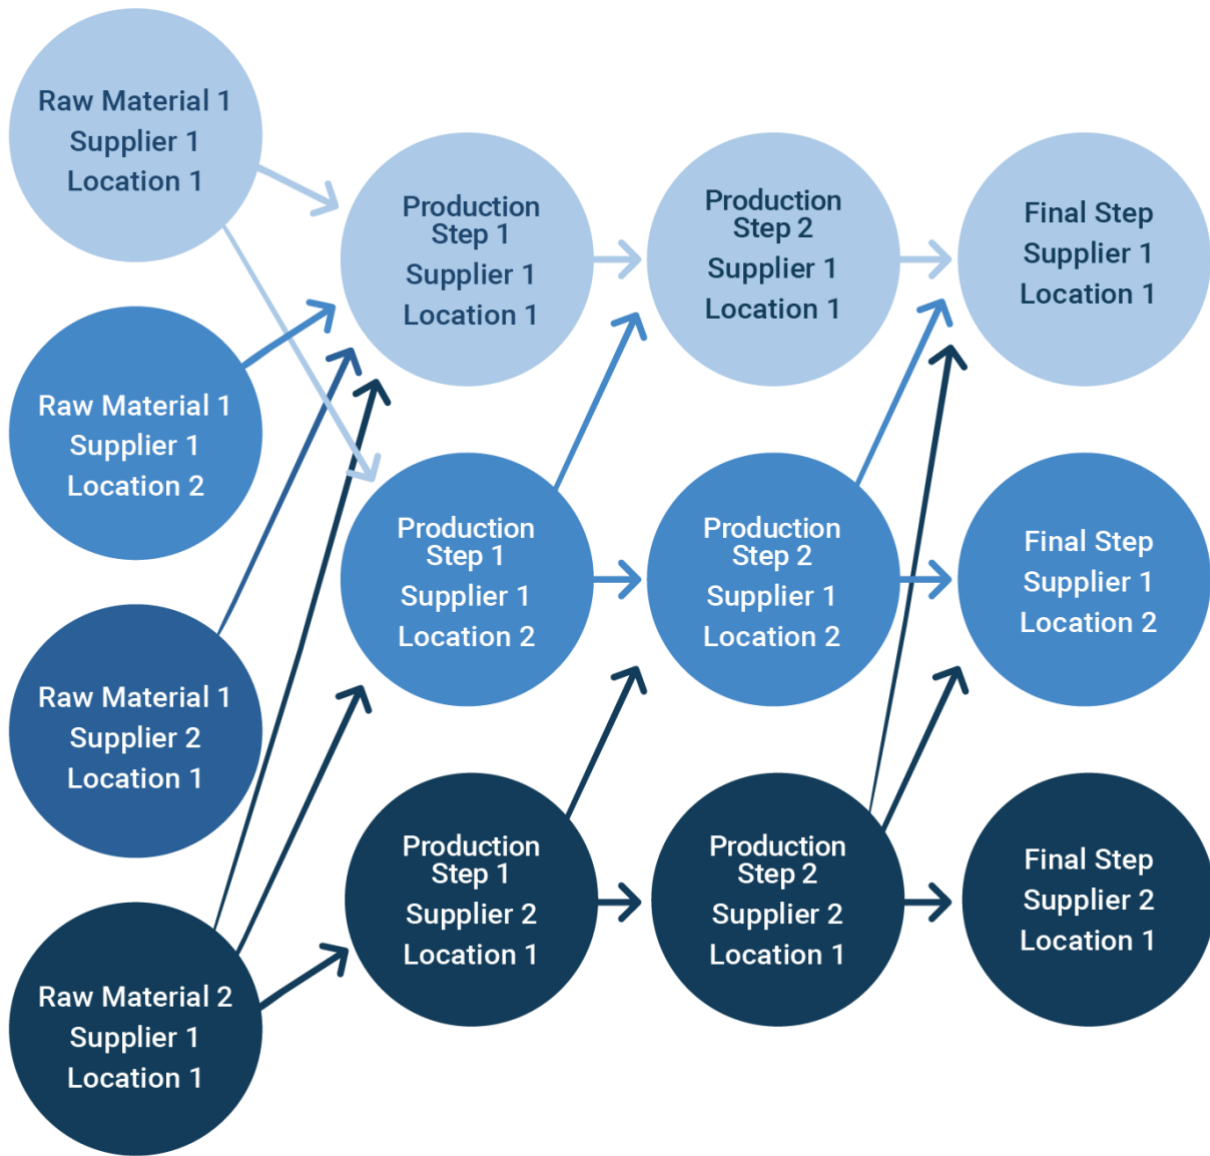 Raw Material 1
Supplier 1
Location 1
Raw Material 1
Supplier 1
Location 2
Raw Material 1
Supplier 2
Location 1
Raw Material 2
Supplier 1
Location 1
Production
Step 1
Supplier 1
Location 1
Production
Step 1
Supplier 1
Location 2
Production
Step 1
Supplier 2
Location 1
Production
Step 2
Supplier 1
Location 1
Production
Step 2
Supplier 1
Location 2
Production
Step 2
Supplier 2
Location 1
Final Step
Supplier 1
Location 1
Final Step
Supplier 1
Location 2
Final Step
Supplier 2
Location 1